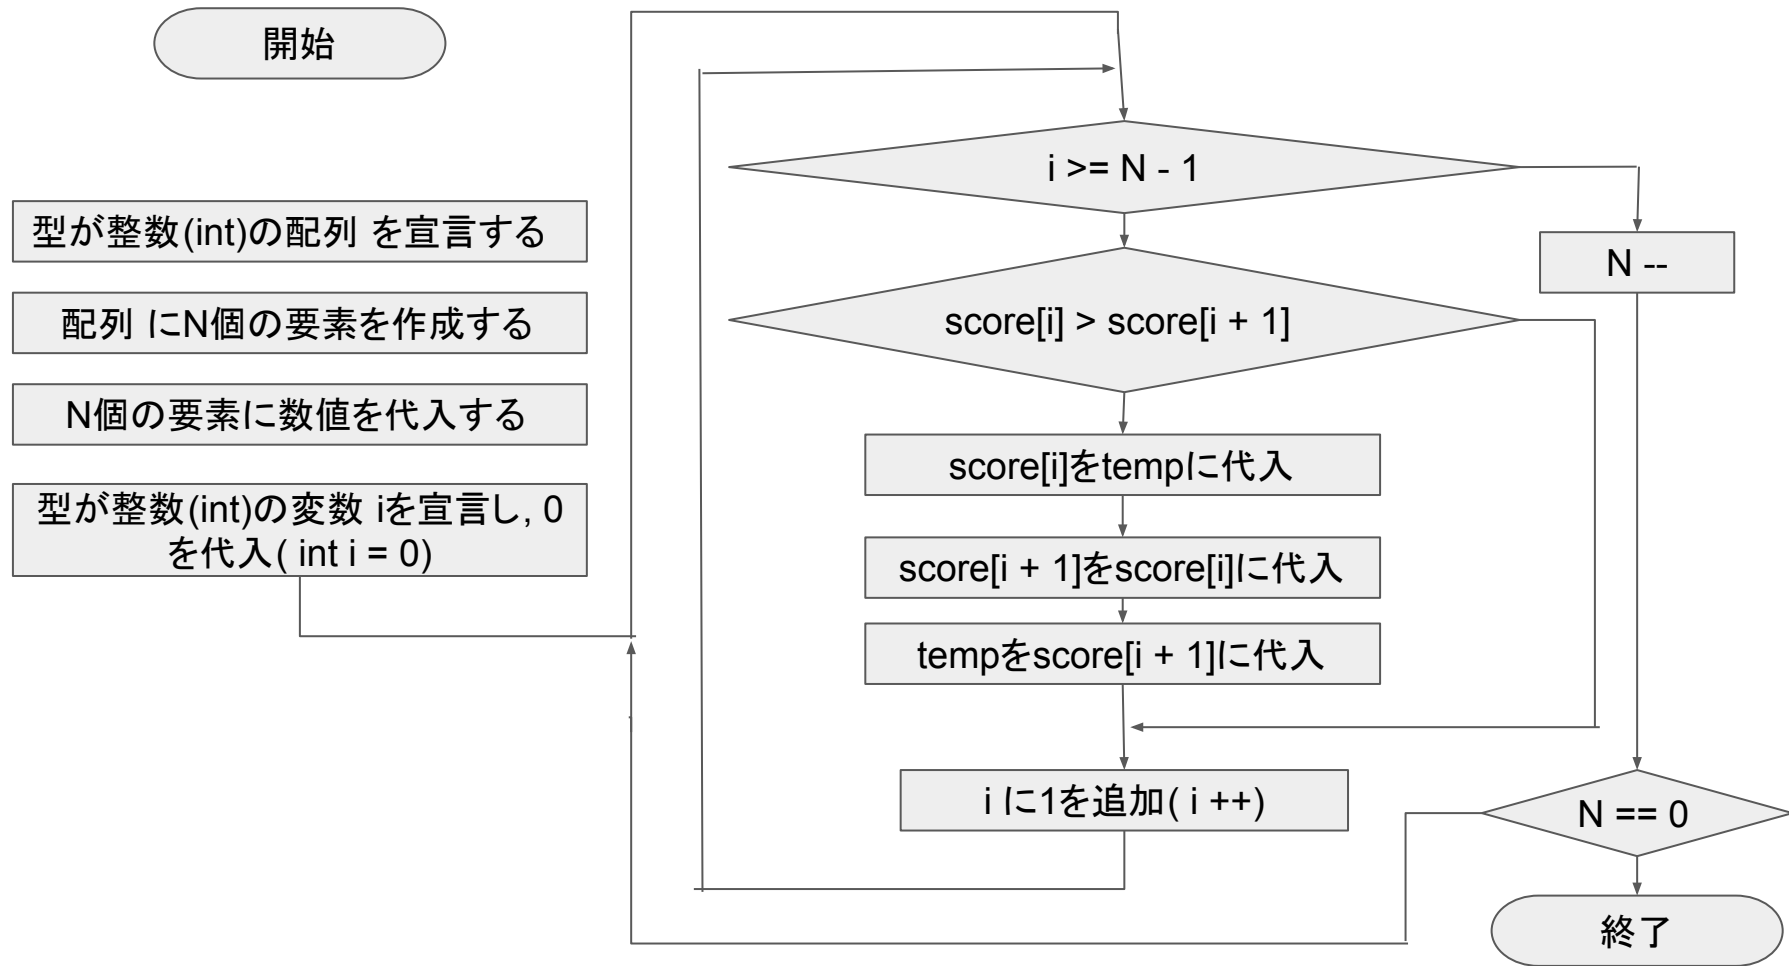 開始
型が整数(int)の配列 を宣言する
配列 にN個の要素を作成する
N個の要素に数値を代入する
型が整数(int)の変数 iを宣言し, 0
を代入( int i = 0)
i >= N - 1
score[i] > score[i + 1]
score[i]をtempに代入
score[i + 1]をscore[i]に代入
tempをscore[i + 1]に代入
i に1を追加( i ++)
N --
N == 0
終了